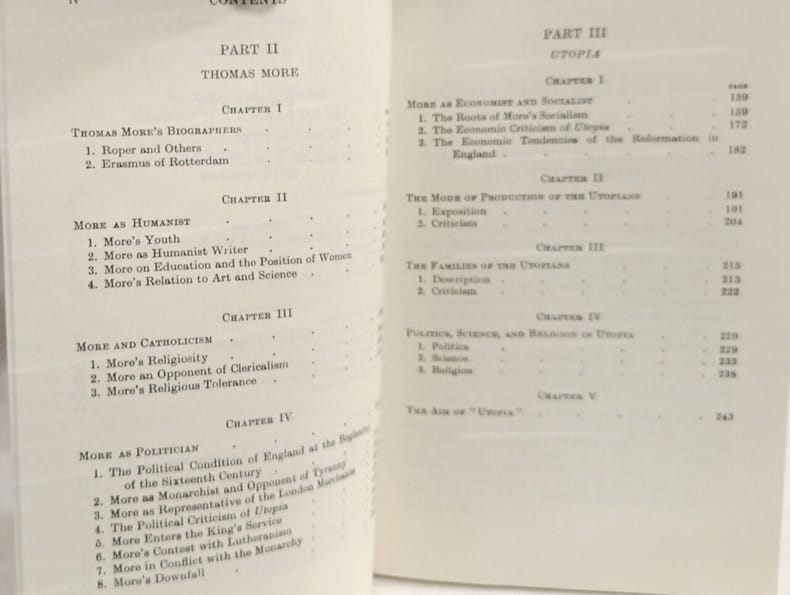 IV
CONTENTS
PART II
THOMAS MORE
CHAPTER I
THOMAS MORE'S BIOGRAPHERS
1. Roper and Others
2. Erasmus of Rotterdam
CHAPTER II
MORE AS HUMANIST
1. More's Youth
2. More as Humanist Writer
3. More on Education and the Position of Women
4. More's Relation to Art and Science
CHAPTER III
MORE AND CATHOLICISM
1. More's Religiosity
2. More an Opponent of Clericalism
3. More's Religious Tolerance
CHAPTER IV
MORE AS POLITICIAN
1. The Political Condition of England at the Beginning
of the Sixteenth Century
2. More as Monarchist and Opponent of Tyranny
3. More as Representative of the London Merchants
4. The Political Criticism of Utopia
5. More Enters the King's Service
6. More's Contest with Lutheranism
7. More in Conflict with the Monarchy
8. More's Downfall
PART III
UTOPIA
CHAPTER I
PAGE
MORE AS ECONOMIST AND SOCIALIST 159
1. The Roots of More's Socialism 159
2. The Economic Criticism of Utopia 172
3. The Economic Tendencies of the Reformation in
England 182
CHAPTER II
THE MODE OF PRODUCTION OF THE UTOPIANS 191
1. Exposition 191
2. Criticism 204
CHAPTER III
THE FAMILIES OF THE UTOPIANS 215
1. Description 215
2. Criticism 222
CHAPTER IV
POLITICS, SCIENCE, AND RELIGION IN UTOPIA 229
1. Politics 229
2. Science 233
3. Religion 238
CHAPTER V
THE AIM OF "UTOPIA" 243